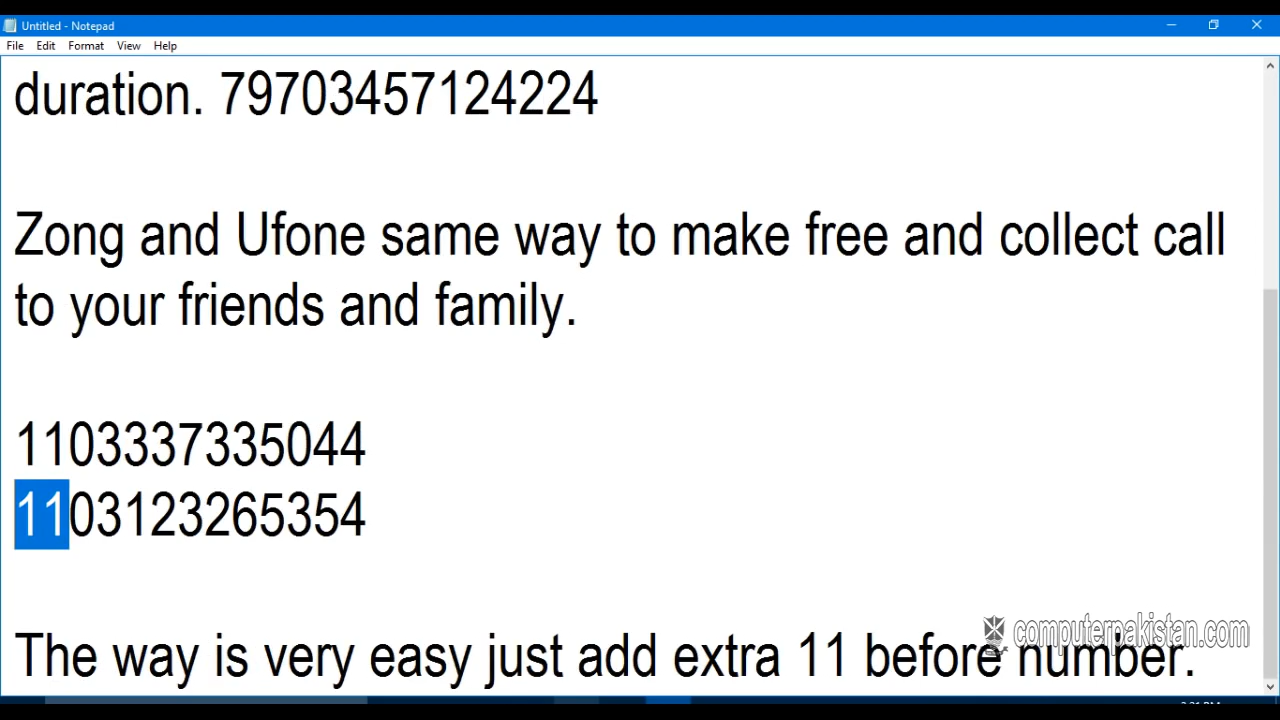 Untitled - Notepad
File Edit Format View Help
duration. 79703457124224
Zong and Ufone same way to make free and collect call
to your friends and family.
1103337335044
1103123265354
The way is very easy just add extra 11 before number.
computerpakistan.com